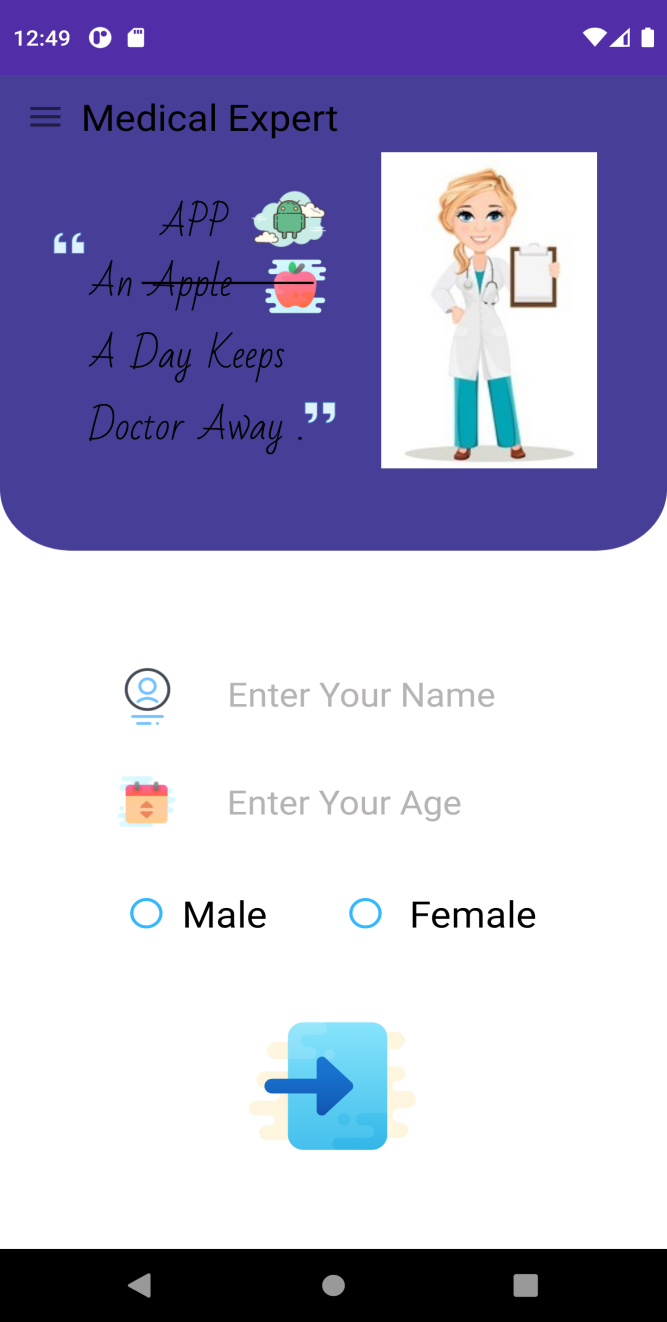 12:49
Medical Expert
APP
“
An Apple
A Day Keeps
Doctor Away .”
Enter Your Name
Enter Your Age
Male Female